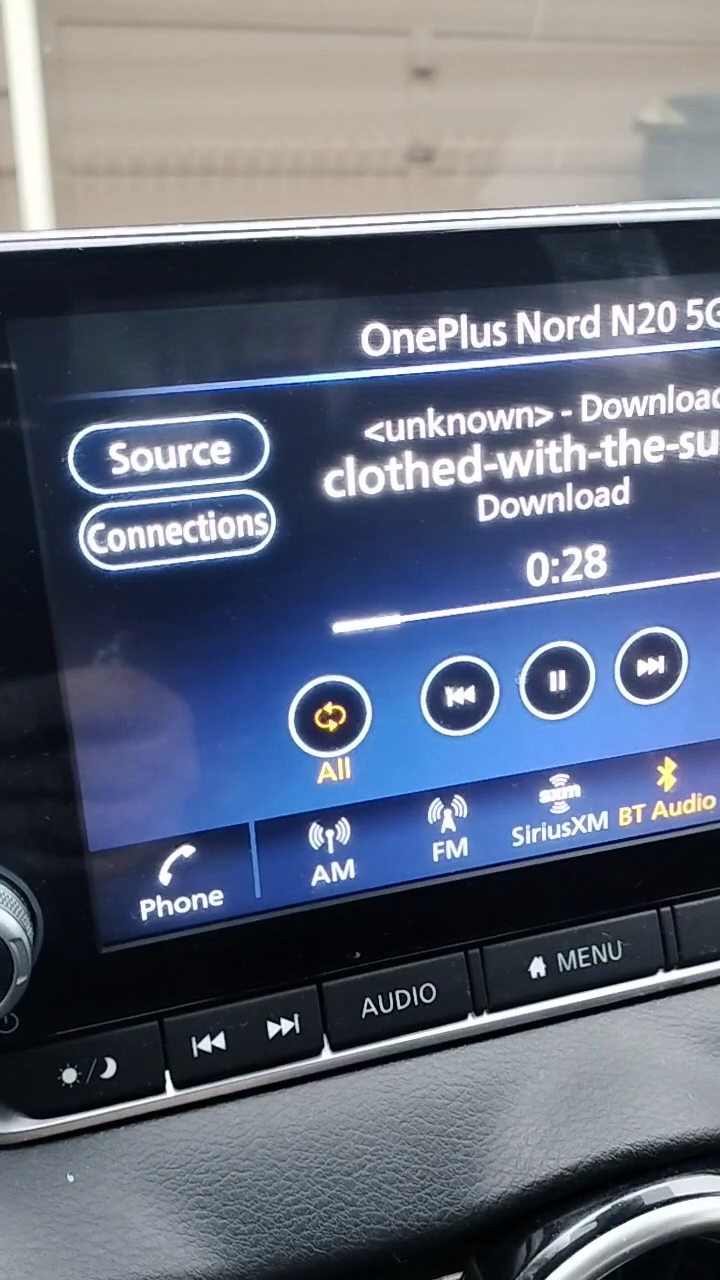 OnePlus Nord N20 5G
<unknown> - Download
clothed-with-the-su
Download
Source
Connections
0:28
All
Phone
AM
FM
sxm
SiriusXM
BT Audio
AUDIO
MENU